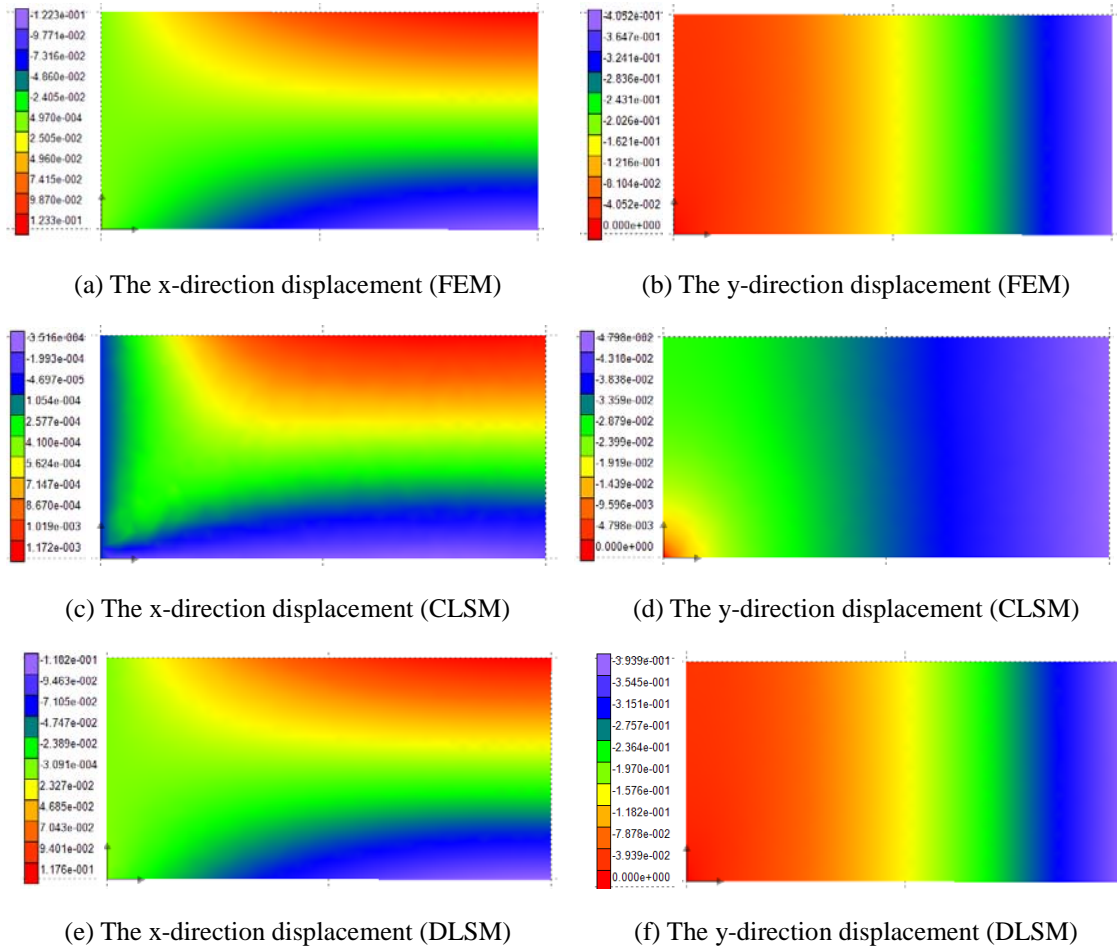 -1.223e-001
-9.771e-002
-7.316e-002
-4.860e-002
-2.405e-002
4.970e-004
2.505e-002
4.960e-002
7.415e-002
9.870e-002
1.233e-001
-4.052e-001
-3.647e-001
-3.241e-001
-2.836e-001
-2.431e-001
-2.026e-001
-1.621e-001
-1.216e-001
-8.104e-002
-4.052e-002
0.000e+000
(a) The x-direction displacement (FEM)
(b) The y-direction displacement (FEM)
-3.516e-004
-1.993e-004
-4.697e-005
1.054e-004
2.577e-004
4.100e-004
5.624e-004
7.147e-004
8.670e-004
1.019e-003
1.172e-003
-4.798e-002
-4.318e-002
-3.838e-002
-3.359e-002
-2.879e-002
-2.399e-002
-1.919e-002
-1.439e-002
-9.596e-003
-4.798e-003
0.000e+000
(c) The x-direction displacement (CLSM)
(d) The y-direction displacement (CLSM)
-1.182e-001
-9.463e-002
-7.105e-002
-4.747e-002
-2.389e-002
-3.091e-004
2.327e-002
4.685e-002
7.043e-002
9.401e-002
1.176e-001
-3.939e-001
-3.545e-001
-3.151e-001
-2.757e-001
-2.364e-001
-1.970e-001
-1.576e-001
-1.182e-001
-7.878e-002
-3.939e-002
0.000e+000
(e) The x-direction displacement (DLSM)
(f) The y-direction displacement (DLSM)